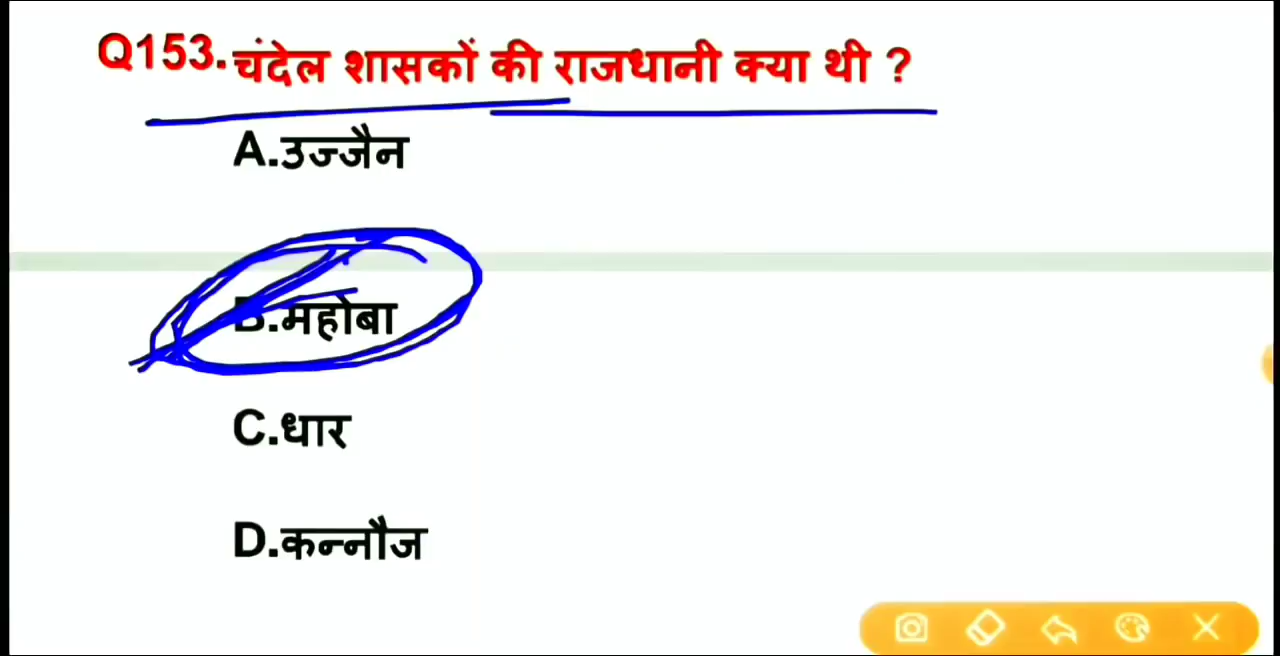 Q153. चंदेल शासकों की राजधानी क्या थी ?
A.उज्जैन
B.महोबा
C.धार
D.कन्नौज